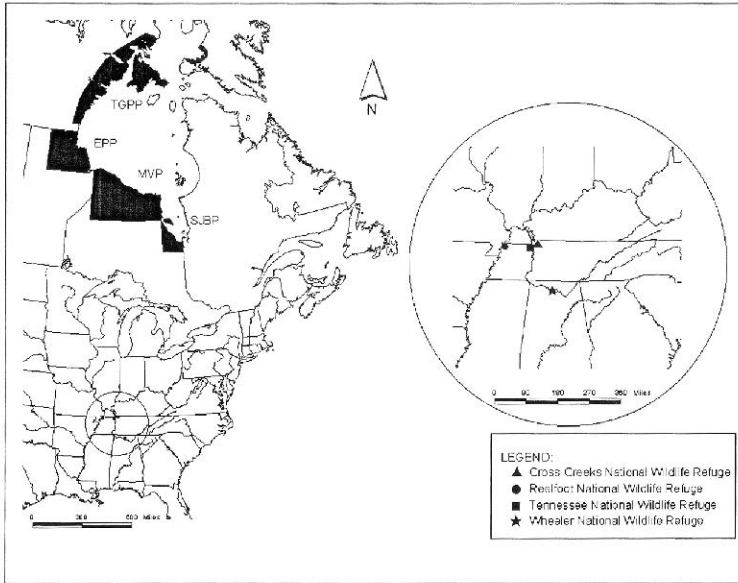 TGPP
EPP
MVP
SJBP
N
0 300 600 Miles
0 90 180 270 360 Miles
LEGEND:
Cross Creeks National Wildlife Refuge
Reelfoot National Wildlife Refuge
Tennessee National Wildlife Refuge
Wheeler National Wildlife Refuge